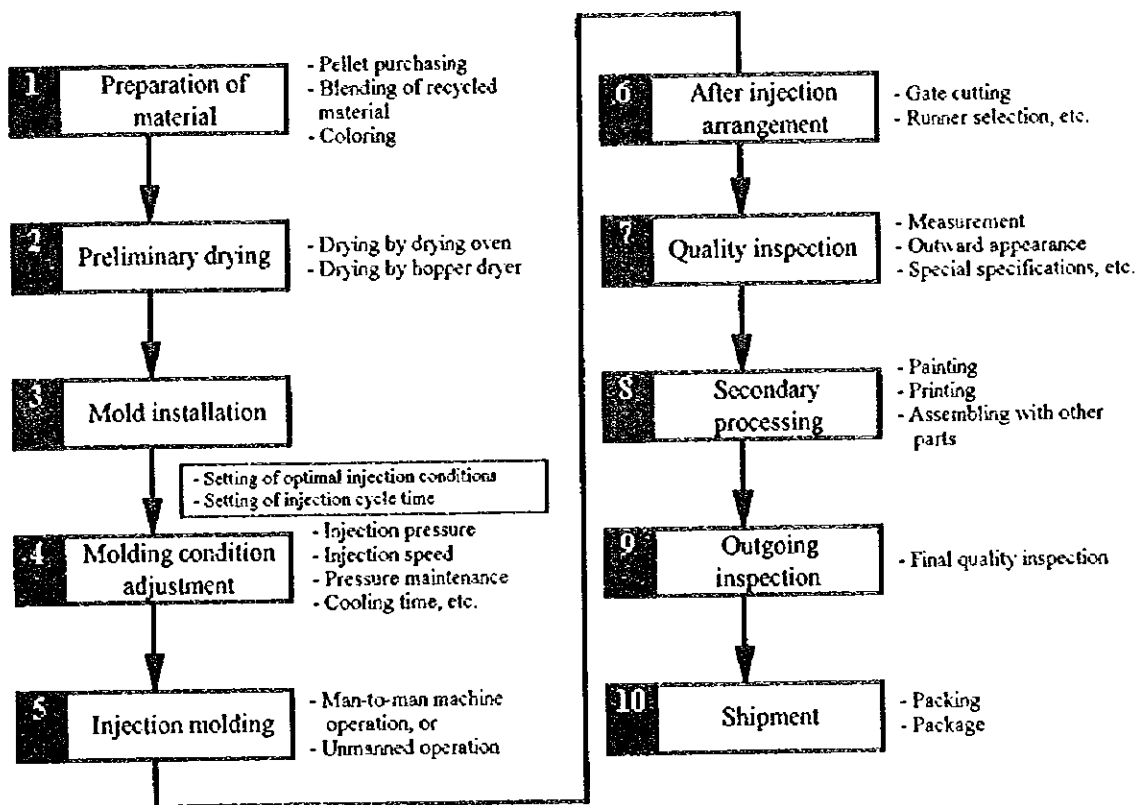 1
Preparation of
material
- Pellet purchasing
- Blending of recycled
material
- Coloring
2
Preliminary drying
- Drying by drying oven
- Drying by hopper dryer
3
Mold installation
- Setting of optimal injection conditions
- Setting of injection cycle time
4
Molding condition
adjustment
- Injection pressure
- Injection speed
- Pressure maintenance
- Cooling time, etc.
5
Injection molding
- Man-to-man machine
operation, or
- Unmanned operation
6
After injection
arrangement
- Gate cutting
- Runner selection, etc.
7
Quality inspection
- Measurement
- Outward appearance
- Special specifications, etc.
8
Secondary
processing
- Painting
- Printing
- Assembling with other
parts
9
Outgoing
inspection
- Final quality inspection
10
Shipment
- Packing
- Package